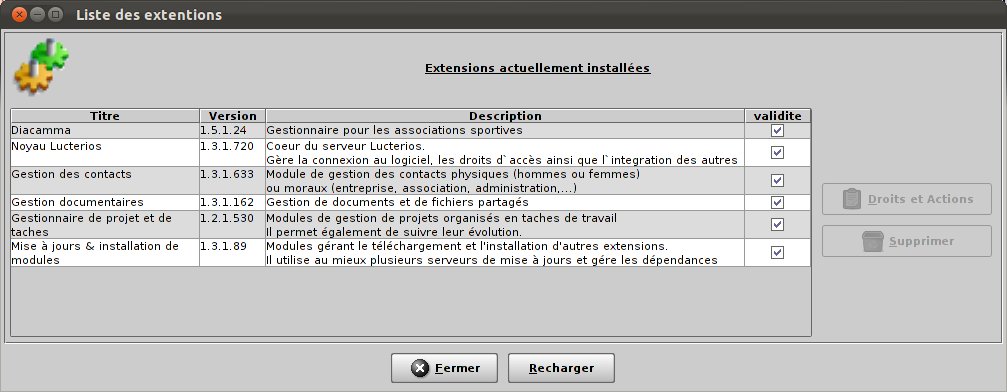 Liste des extentions
Extensions actuellement installées
Titre Version Description validite
Diacamma 1.5.1.24 Gestionnaire pour les associations sportives
Noyau Lucterios 1.3.1.720 Coeur du serveur Lucterios.
Gère la connexion au logiciel, les droits d`accès ainsi que l`integration des autres
Gestion des contacts 1.3.1.633 Module de gestion des contacts physiques (hommes ou femmes)
ou moraux (entreprise, association, administration,...)
Gestion documentaires 1.3.1.162 Gestion de documents et de fichiers partagés
Gestionnaire de projet et de 1.2.1.530 Modules de gestion de projets organisés en taches de travail
taches Il permet également de suivre leur évolution.
Mise à jours & installation de 1.3.1.89 Modules gérant le téléchargement et l'installation d'autres extensions.
modules Il utilise au mieux plusieurs serveurs de mise à jours et gére les dépendances
Droits et Actions
Supprimer
Fermer Recharger